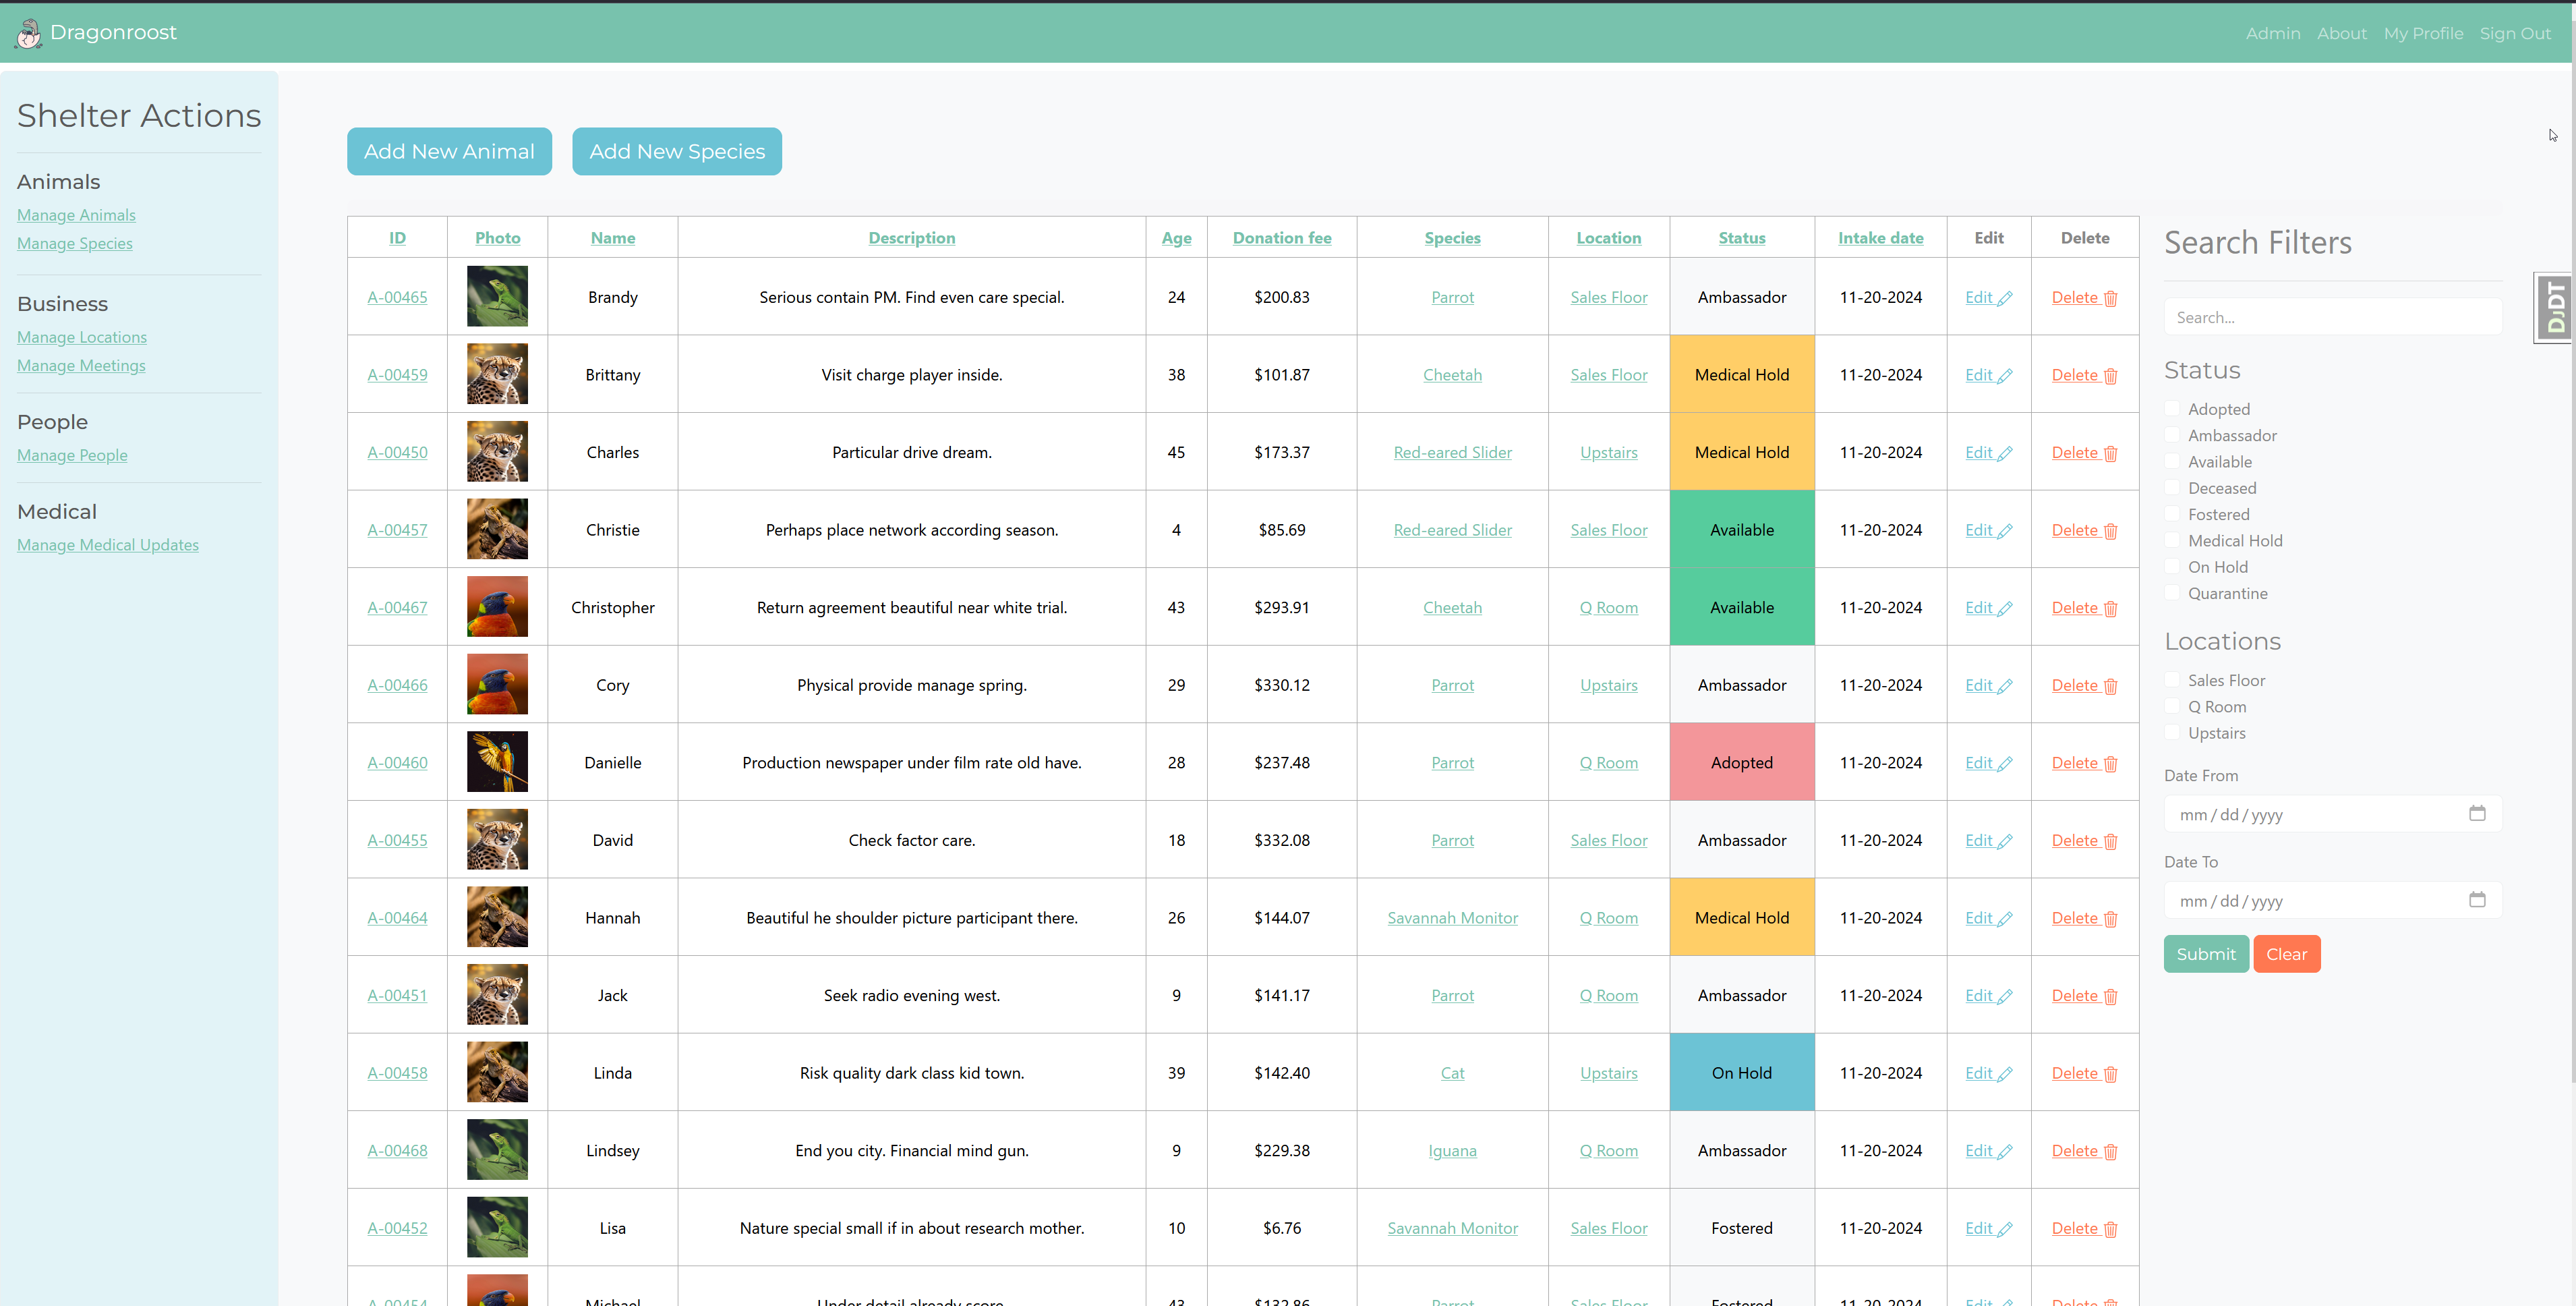 Dragonroost
Admin About My Profile Sign Out
Shelter Actions
Animals
Manage Animals
Manage Species
Business
Manage Locations
Manage Meetings
People
Manage People
Medical
Manage Medical Updates
Add New Animal Add New Species
ID Photo Name Description Age Donation fee Species Location Status Intake date Edit Delete
A-00465 Brandy Serious contain PM. Find even care special. 24 $200.83 Parrot Sales Floor Ambassador 11-20-2024 Edit Delete
A-00459 Brittany Visit charge player inside. 38 $101.87 Cheetah Sales Floor Medical Hold 11-20-2024 Edit Delete
A-00450 Charles Particular drive dream. 45 $173.37 Red-eared Slider Upstairs Medical Hold 11-20-2024 Edit Delete
A-00457 Christie Perhaps place network according season. 4 $85.69 Red-eared Slider Sales Floor Available 11-20-2024 Edit Delete
A-00467 Christopher Return agreement beautiful near white trial. 43 $293.91 Cheetah Q Room Available 11-20-2024 Edit Delete
A-00466 Cory Physical provide manage spring. 29 $330.12 Parrot Upstairs Ambassador 11-20-2024 Edit Delete
A-00460 Danielle Production newspaper under film rate old have. 28 $237.48 Parrot Q Room Adopted 11-20-2024 Edit Delete
A-00455 David Check factor care. 18 $332.08 Parrot Sales Floor Ambassador 11-20-2024 Edit Delete
A-00464 Hannah Beautiful he shoulder picture participant there. 26 $144.07 Savannah Monitor Q Room Medical Hold 11-20-2024 Edit Delete
A-00451 Jack Seek radio evening west. 9 $141.17 Parrot Q Room Ambassador 11-20-2024 Edit Delete
A-00458 Linda Risk quality dark class kid town. 39 $142.40 Cat Upstairs On Hold 11-20-2024 Edit Delete
A-00468 Lindsey End you city. Financial mind gun. 9 $229.38 Iguana Q Room Ambassador 11-20-2024 Edit Delete
A-00452 Lisa Nature special small if in about research mother. 10 $6.76 Savannah Monitor Sales Floor Fostered 11-20-2024 Edit Delete
A-00454 Michael Under detail already score. 43 $132.86 Parrot Sales Floor Fostered 11-20-2024 Edit Delete
Search Filters
Search...
Status
Adopted
Ambassador
Available
Deceased
Fostered
Medical Hold
On Hold
Quarantine
Locations
Sales Floor
Q Room
Upstairs
Date From
mm/dd/yyyy
Date To
mm/dd/yyyy
Submit Clear
DJDT